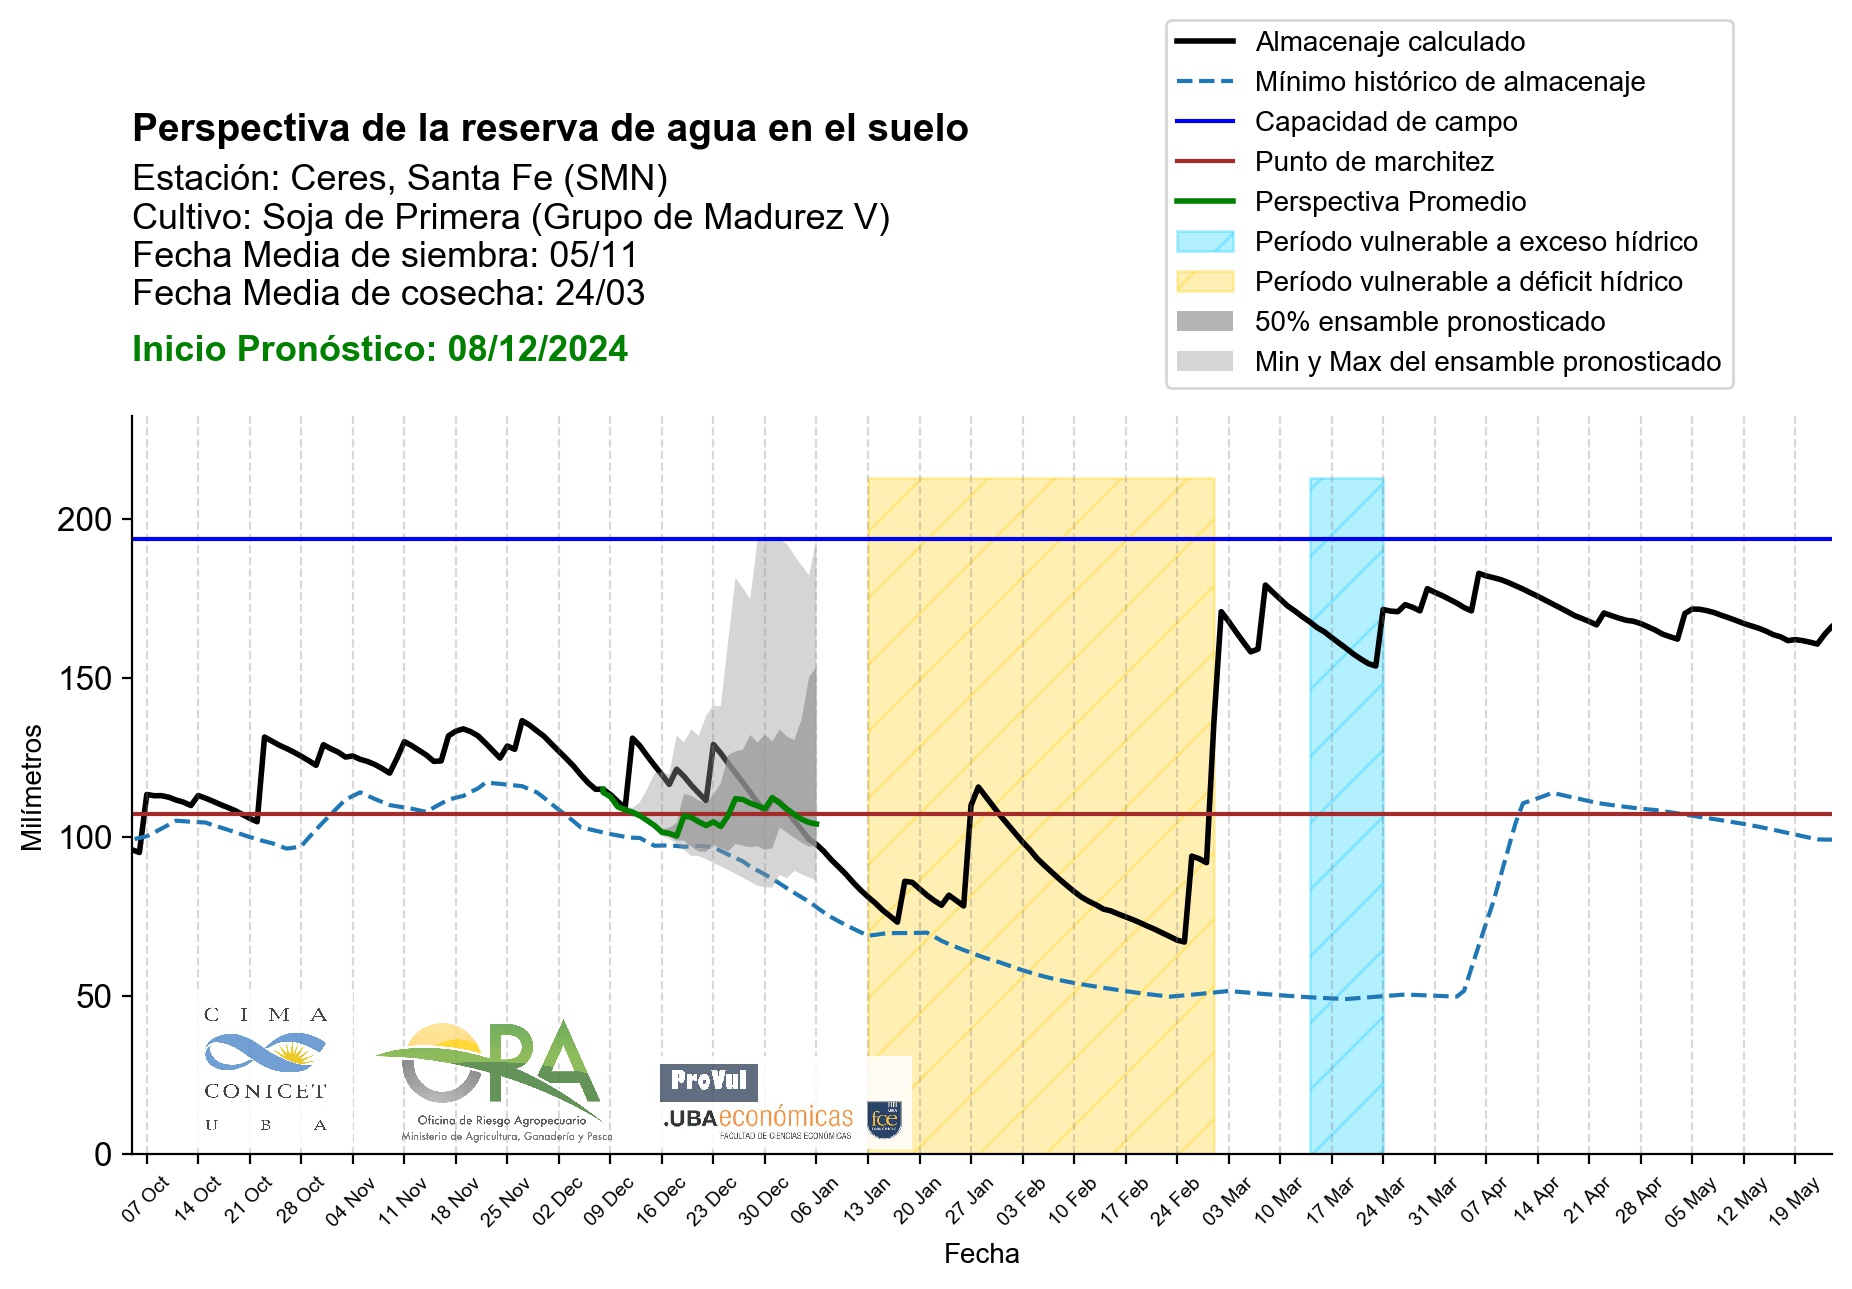 Almacenaje calculado
Mínimo histórico de almacenaje
Capacidad de campo
Punto de marchitez
Perspectiva Promedio
Período vulnerable a exceso hídrico
Período vulnerable a déficit hídrico
50% ensamble pronosticado
Min y Max del ensamble pronosticado
Perspectiva de la reserva de agua en el suelo
Estación: Ceres, Santa Fe (SMN)
Cultivo: Soja de Primera (Grupo de Madurez V)
Fecha Media de siembra: 05/11
Fecha Media de cosecha: 24/03
Inicio Pronóstico: 08/12/2024
Milímetros
200
150
100
50
0
C I M A
CONICET
U B A
ORA
Oficina de Riesgo Agropecuario
Ministerio de Agricultura, Ganadería y Pesca
ProVul
.UBAeconómicas
FACULTAD DE CIENCIAS ECONÓMICAS
UBA
fce
07 Oct
14 Oct
21 Oct
28 Oct
04 Nov
11 Nov
18 Nov
25 Nov
02 Dec
09 Dec
16 Dec
23 Dec
30 Dec
06 Jan
13 Jan
20 Jan
27 Jan
03 Feb
10 Feb
17 Feb
24 Feb
03 Mar
10 Mar
17 Mar
24 Mar
31 Mar
07 Apr
14 Apr
21 Apr
28 Apr
05 May
12 May
19 May
Fecha